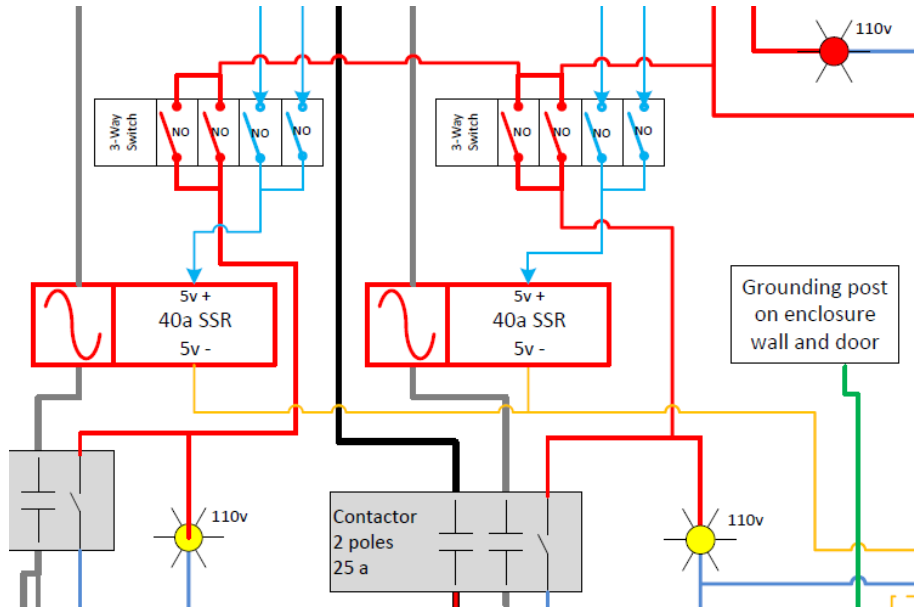 110v
3-Way
Switch
NO
NO
NO
NO
3-Way
Switch
NO
NO
NO
NO
5v +
40a SSR
5v -
5v +
40a SSR
5v -
Grounding post
on enclosure
wall and door
110v
Contactor
2 poles
25 a
110v